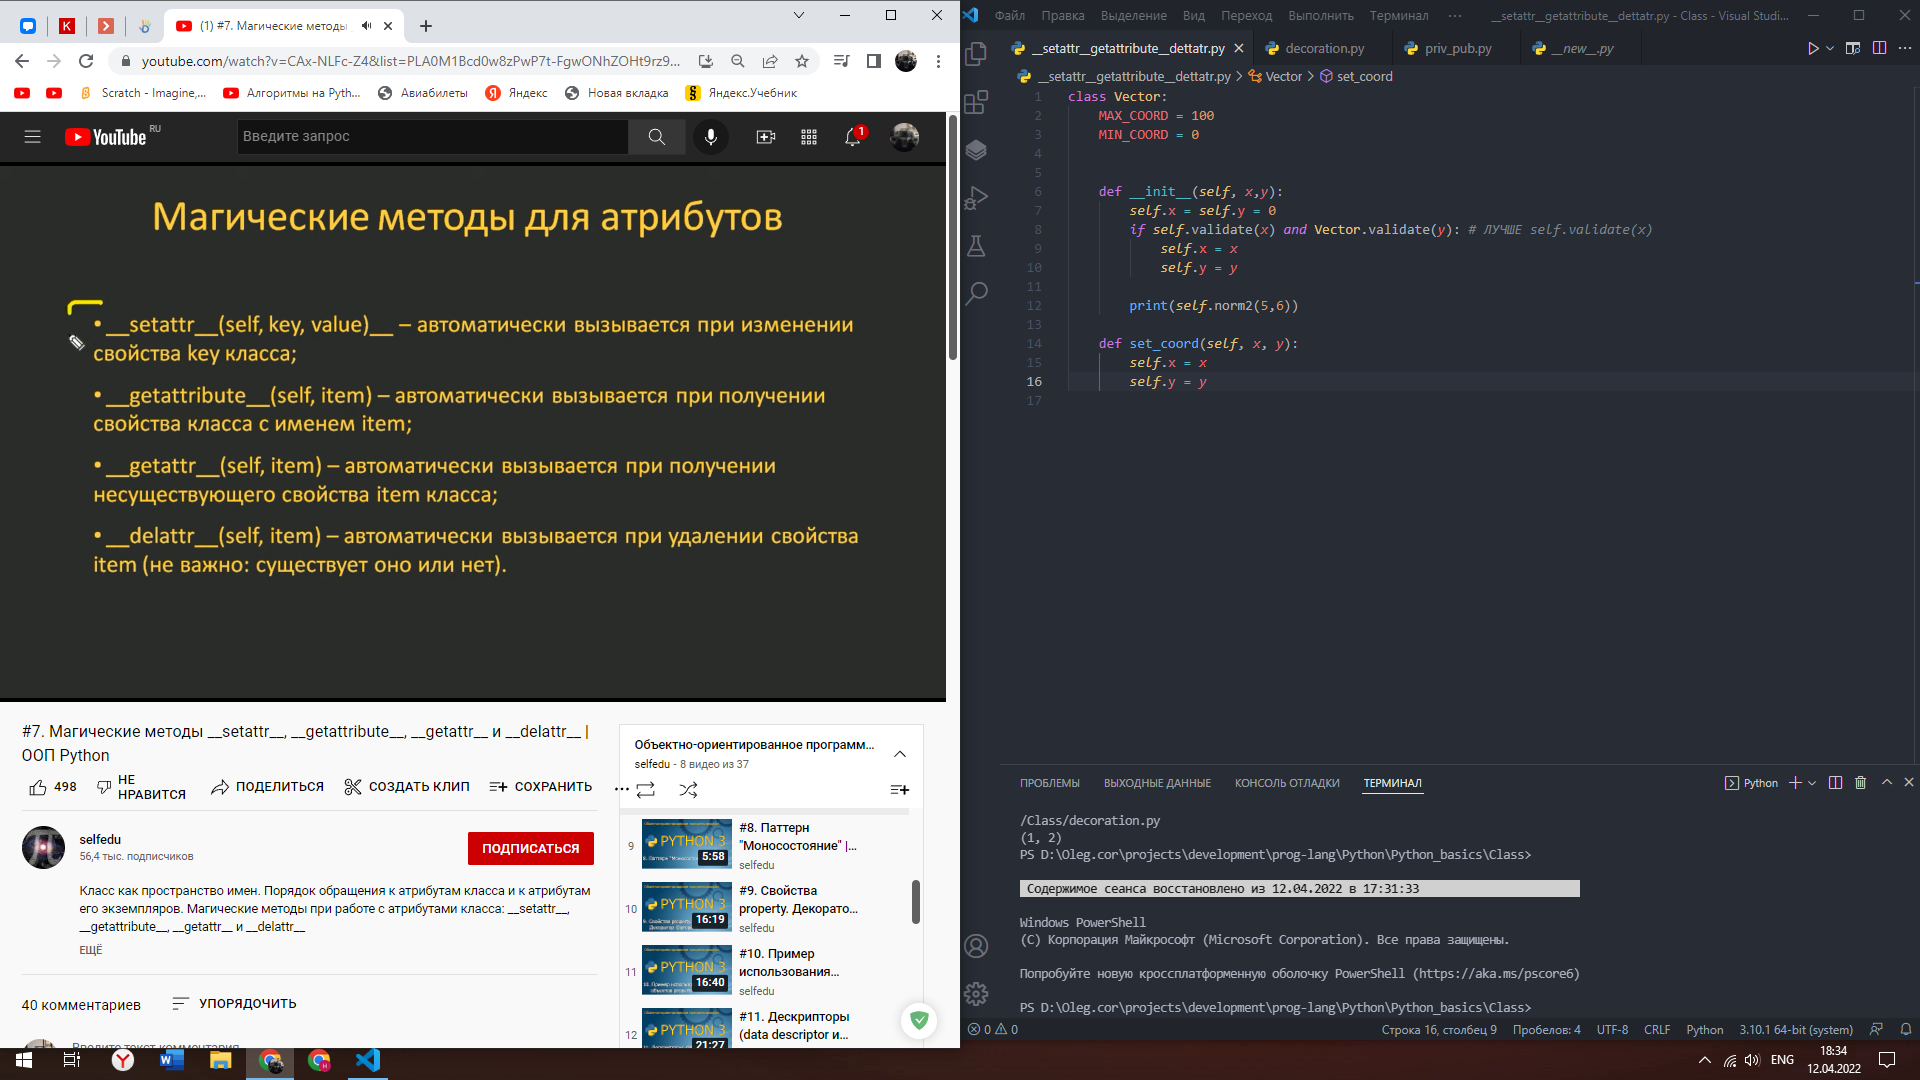 (1) #7. Магические методы
youtube.com/watch?v=CAx-NLFc-Z4&list=PLA0M1Bcd0w8zPwP7t-FgwONhZOHt9rz9...
Scratch - Imagine,...
Алгоритмы на Pyth...
Авиабилеты
Яндекс
Новая вкладка
Яндекс.Учебник
YouTube RU
Введите запрос
1
Магические методы для атрибутов
• __setattr__(self, key, value)__ – автоматически вызывается при изменении
свойства key класса;
• __getattribute__(self, item) – автоматически вызывается при получении
свойства класса с именем item;
• __getattr__(self, item) – автоматически вызывается при получении
несуществующего свойства item класса;
• __delattr__(self, item) – автоматически вызывается при удалении свойства
item (не важно: существует оно или нет).
#7. Магические методы __setattr__, __getattribute__, __getattr__ и __delattr__ |
ООП Python
498
НЕ
НРАВИТСЯ
ПОДЕЛИТЬСЯ
СОЗДАТЬ КЛИП
СОХРАНИТЬ
selfedu
56,4 тыс. подписчиков
ПОДПИСАТЬСЯ
Класс как пространство имен. Порядок обращения к атрибутам класса и к атрибутам
его экземпляров. Магические методы при работе с атрибутами класса: __setattr__,
__getattribute__, __getattr__ и __delattr__
ЕЩЁ
40 комментариев
УПОРЯДОЧИТЬ
Введите текст комментария
Объектно-ориентированное программ...
selfedu - 8 видео из 37
9
PYTHON 3
5:58
#8. Паттерн
"Моносостояние" |...
selfedu
10
PYTHON 3
16:19
#9. Свойства
property. Декорато...
selfedu
11
PYTHON 3
16:40
#10. Пример
использования...
selfedu
12
PYTHON 3
21:27
#11. Дескрипторы
(data descriptor и...
Файл Правка Выделение Вид Переход Выполнить Терминал ··· __setattr__getattribute__dettatr.py - Class - Visual Studi...
__setattr__getattribute__dettatr.py
decoration.py
priv_pub.py
__new__.py
__setattr__getattribute__dettatr.py > Vector > set_coord
1 class Vector:
2 MAX_COORD = 100
3 MIN_COORD = 0
4
5
6 def __init__(self, x,y):
7 self.x = self.y = 0
8 if self.validate(x) and Vector.validate(y): # ЛУЧШЕ self.validate(x)
9 self.x = x
10 self.y = y
11
12 print(self.norm2(5,6))
13
14 def set_coord(self, x, y):
15 self.x = x
16 self.y = y
17
ПРОБЛЕМЫ
ВЫХОДНЫЕ ДАННЫЕ
КОНСОЛЬ ОТЛАДКИ
ТЕРМИНАЛ
Python
/Class/decoration.py
(1, 2)
PS D:\Oleg.cor\projects\development\prog-lang\Python\Python_basics\Class>
Содержимое сеанса восстановлено из 12.04.2022 в 17:31:33
Windows PowerShell
(C) Корпорация Майкрософт (Microsoft Corporation). Все права защищены.
Попробуйте новую кроссплатформенную оболочку PowerShell (https://aka.ms/pscore6)
PS D:\Oleg.cor\projects\development\prog-lang\Python\Python_basics\Class>
0 0
Строка 16, столбец 9
Пробелов: 4
UTF-8
CRLF
Python
3.10.1 64-bit (system)
ENG
18:34
12.04.2022